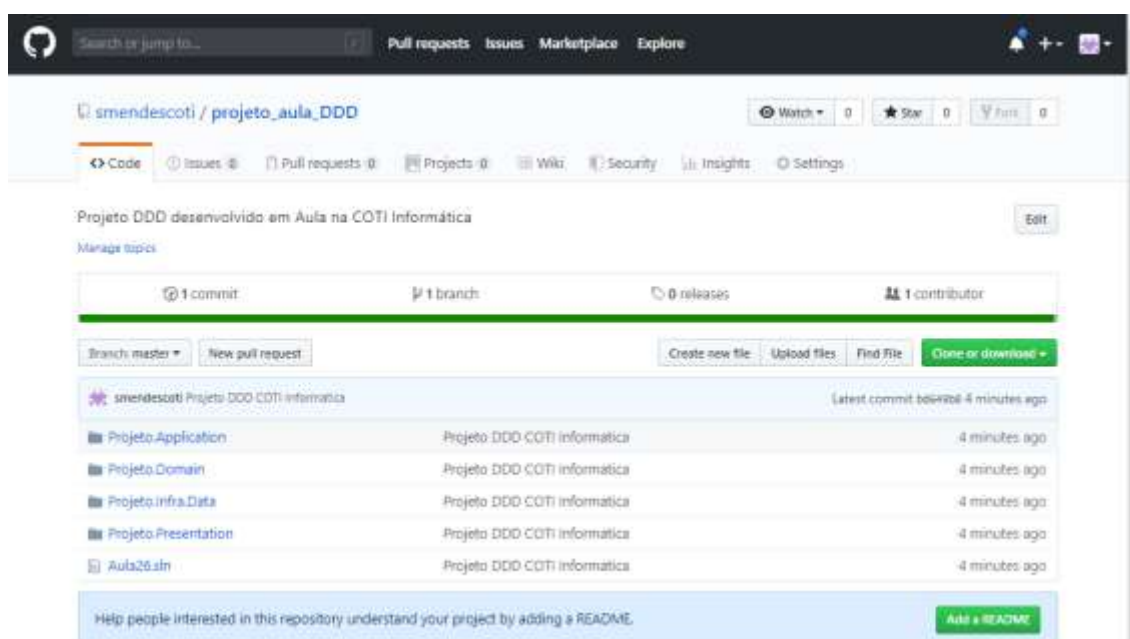 Search or jump to...
Pull requests Issues Marketplace Explore
smendescoti / projeto_aula_DDD
Watch 0 Star 0 Fork 0
Code Issues 0 Pull requests 0 Projects 0 Wiki Security Insights Settings
Projeto DDD desenvolvido em Aula na COTI Informática
Edit
Manage topics
1 commit 1 branch 0 releases 1 contributor
Branch: master New pull request Create new file Upload files Find File Clone or download
smendescoti Projeto DDD COTI Informatica Latest commit 4 minutes ago
Projeto.Application Projeto DDD COTI Informatica 4 minutes ago
Projeto.Domain Projeto DDD COTI Informatica 4 minutes ago
Projeto.Infra.Data Projeto DDD COTI Informatica 4 minutes ago
Projeto.Presentation Projeto DDD COTI Informatica 4 minutes ago
Aula26.sln Projeto DDD COTI Informatica 4 minutes ago
Help people interested in this repository understand your project by adding a README. Add a README